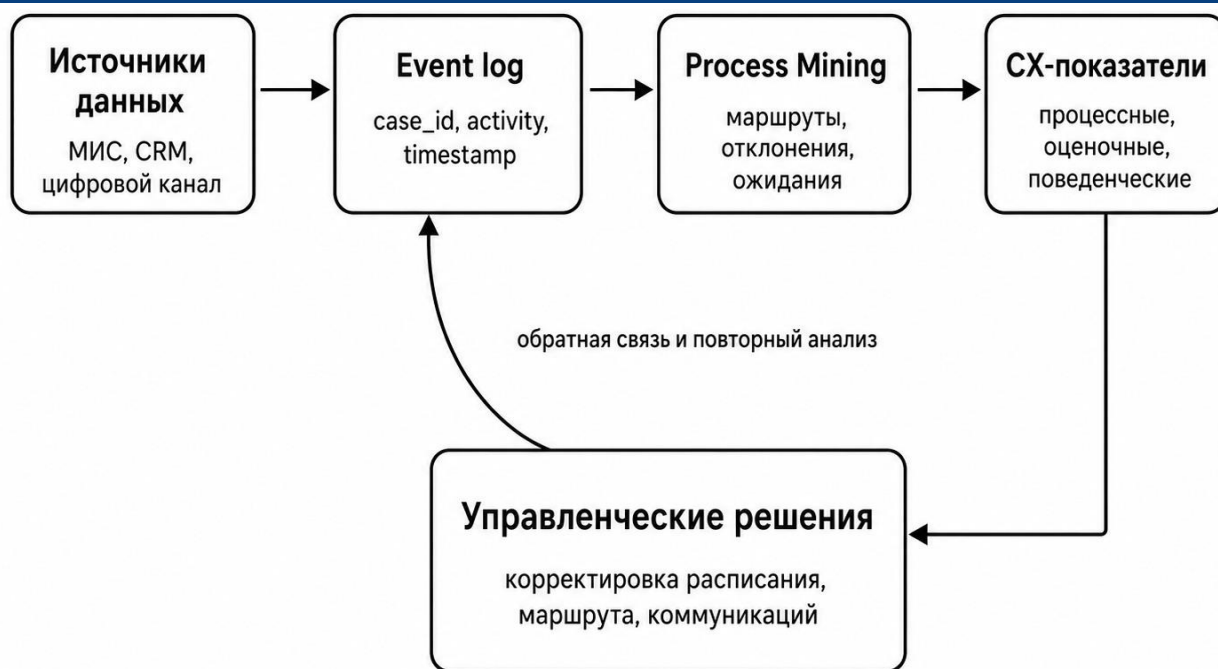 Источники
данных
МИС, CRM,
цифровой канал
Event log
case_id, activity,
timestamp
Process Mining
маршруты,
отклонения,
ожидания
CX-показатели
процессные,
оценочные,
поведенческие
обратная связь и повторный анализ
Управленческие решения
корректировка расписания,
маршрута, коммуникаций